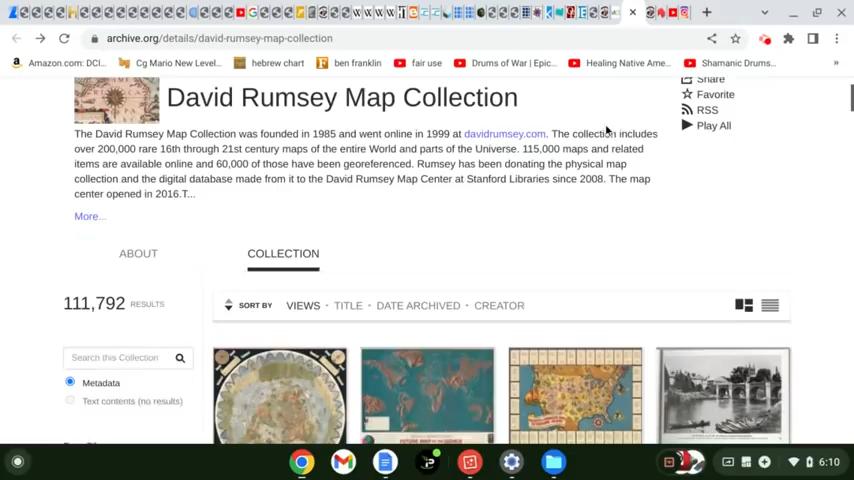 archive.org/details/david-rumsey-map-collection
Amazon.com: DCI...
Cg Mario New Level...
hebrew chart
ben franklin
fair use
Drums of War | Epic...
Healing Native Ame...
Shamanic Drums...
»
David Rumsey Map Collection
Share
Favorite
RSS
Play All
The David Rumsey Map Collection was founded in 1985 and went online in 1999 at davidrumsey.com. The collection includes
over 200,000 rare 16th through 21st century maps of the entire World and parts of the Universe. 115,000 maps and related
items are available online and 60,000 of those have been georeferenced. Rumsey has been donating the physical map
collection and the digital database made from it to the David Rumsey Map Center at Stanford Libraries since 2008. The map
center opened in 2016.T...
More...
ABOUT
COLLECTION
111,792 RESULTS
SORT BY VIEWS · TITLE · DATE ARCHIVED · CREATOR
Search this Collection
Metadata
Text contents (no results)
6:10